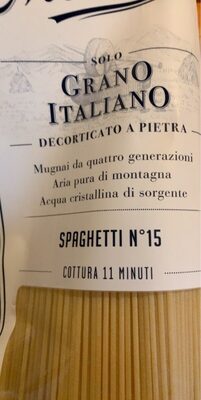 SOLO
GRANO
ITALIANO
DECORTICATO A PIETRA
Mugnai da quattro generazioni
Aria pura di montagna
Acqua cristallina di sorgente
SPAGHETTI N°15
COTTURA 11 MINUTI